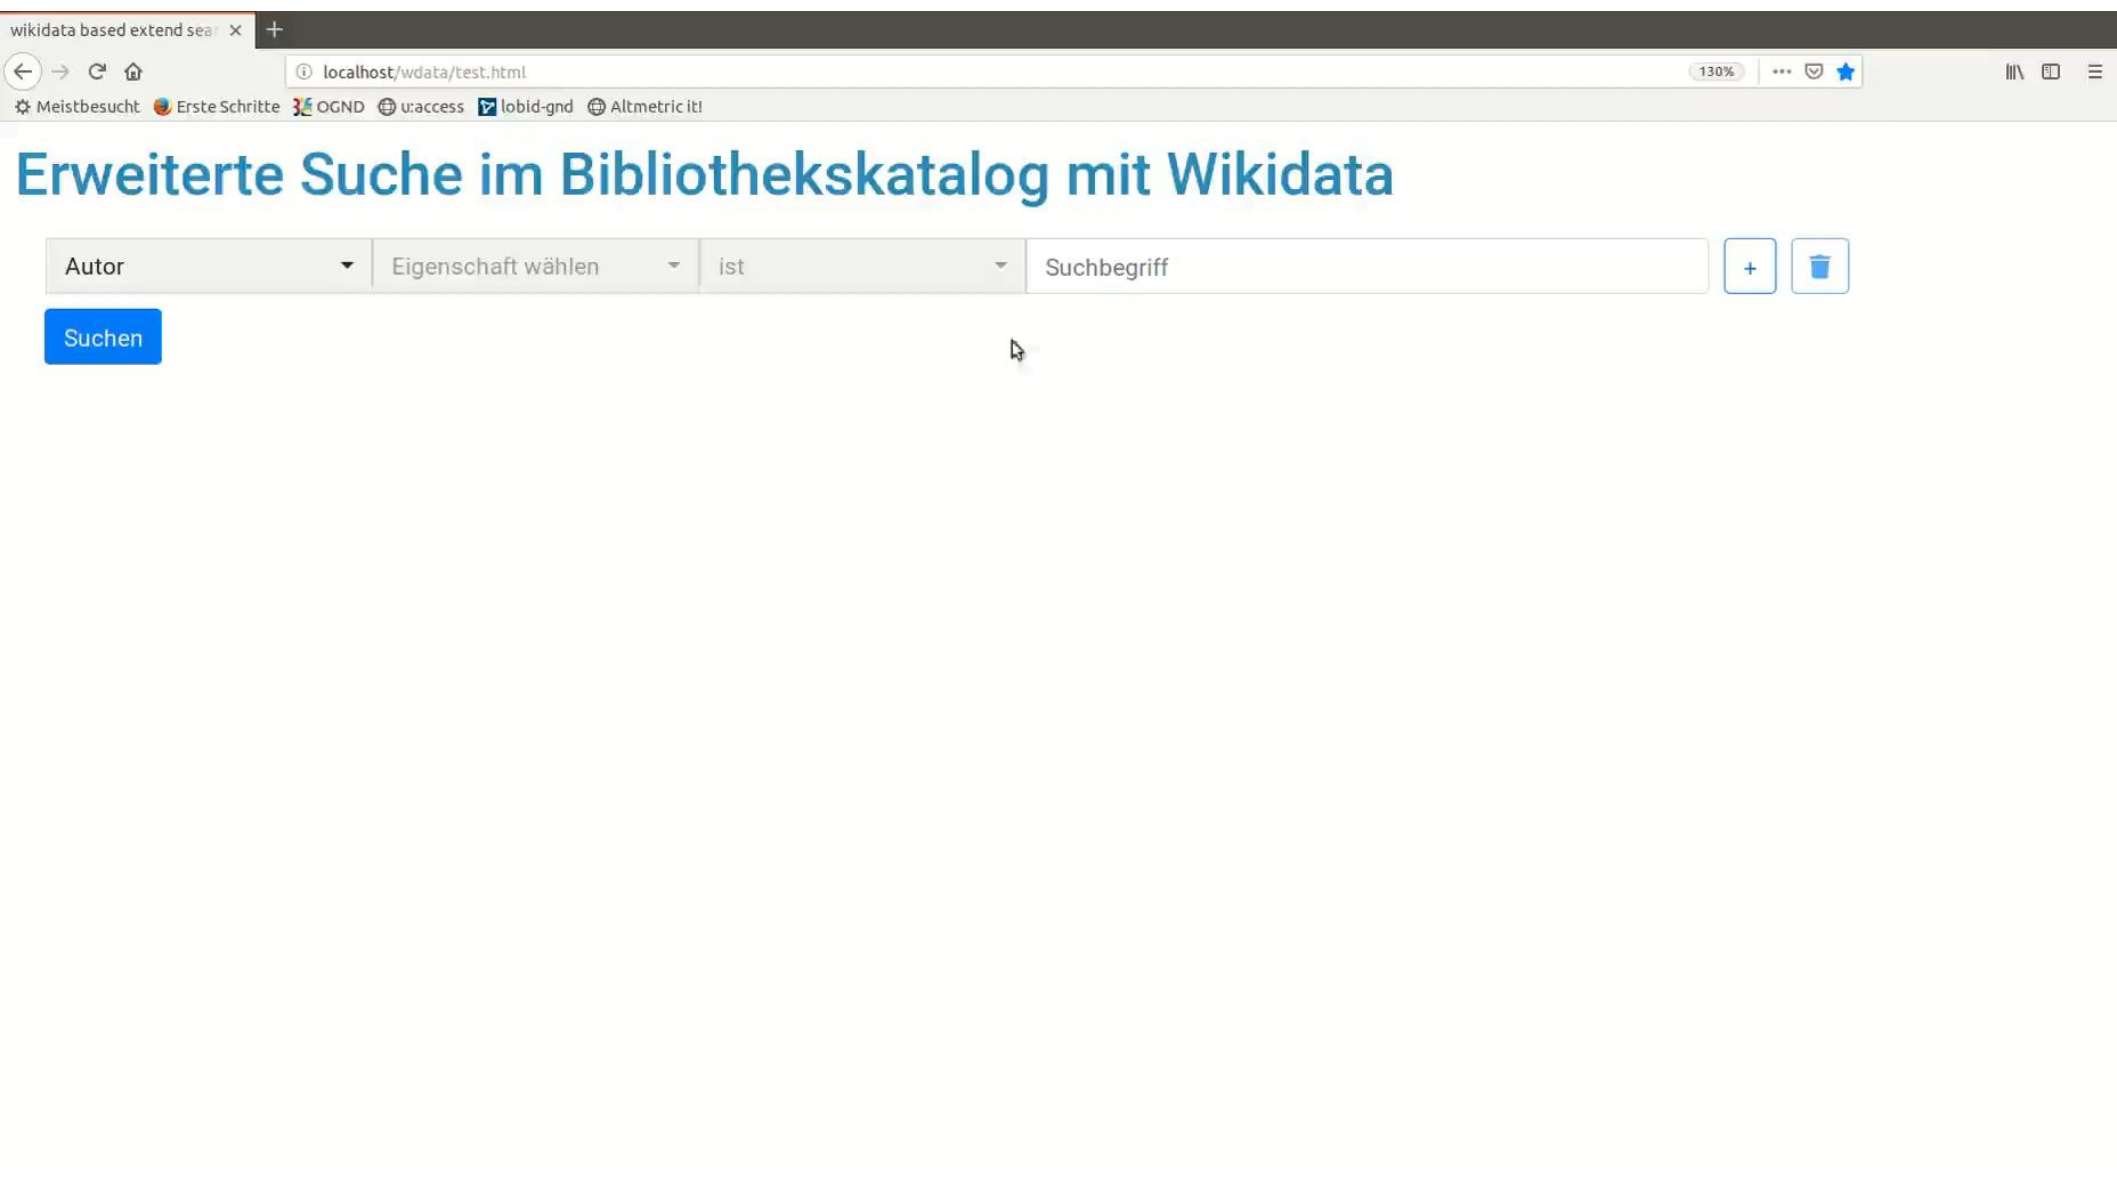 wikidata based extend sea
localhost/wdata/test.html
130%
Meistbesucht Erste Schritte OGND u:access lobid-gnd Altmetric it!
Erweiterte Suche im Bibliothekskatalog mit Wikidata
Autor Eigenschaft wählen ist Suchbegriff +
Suchen